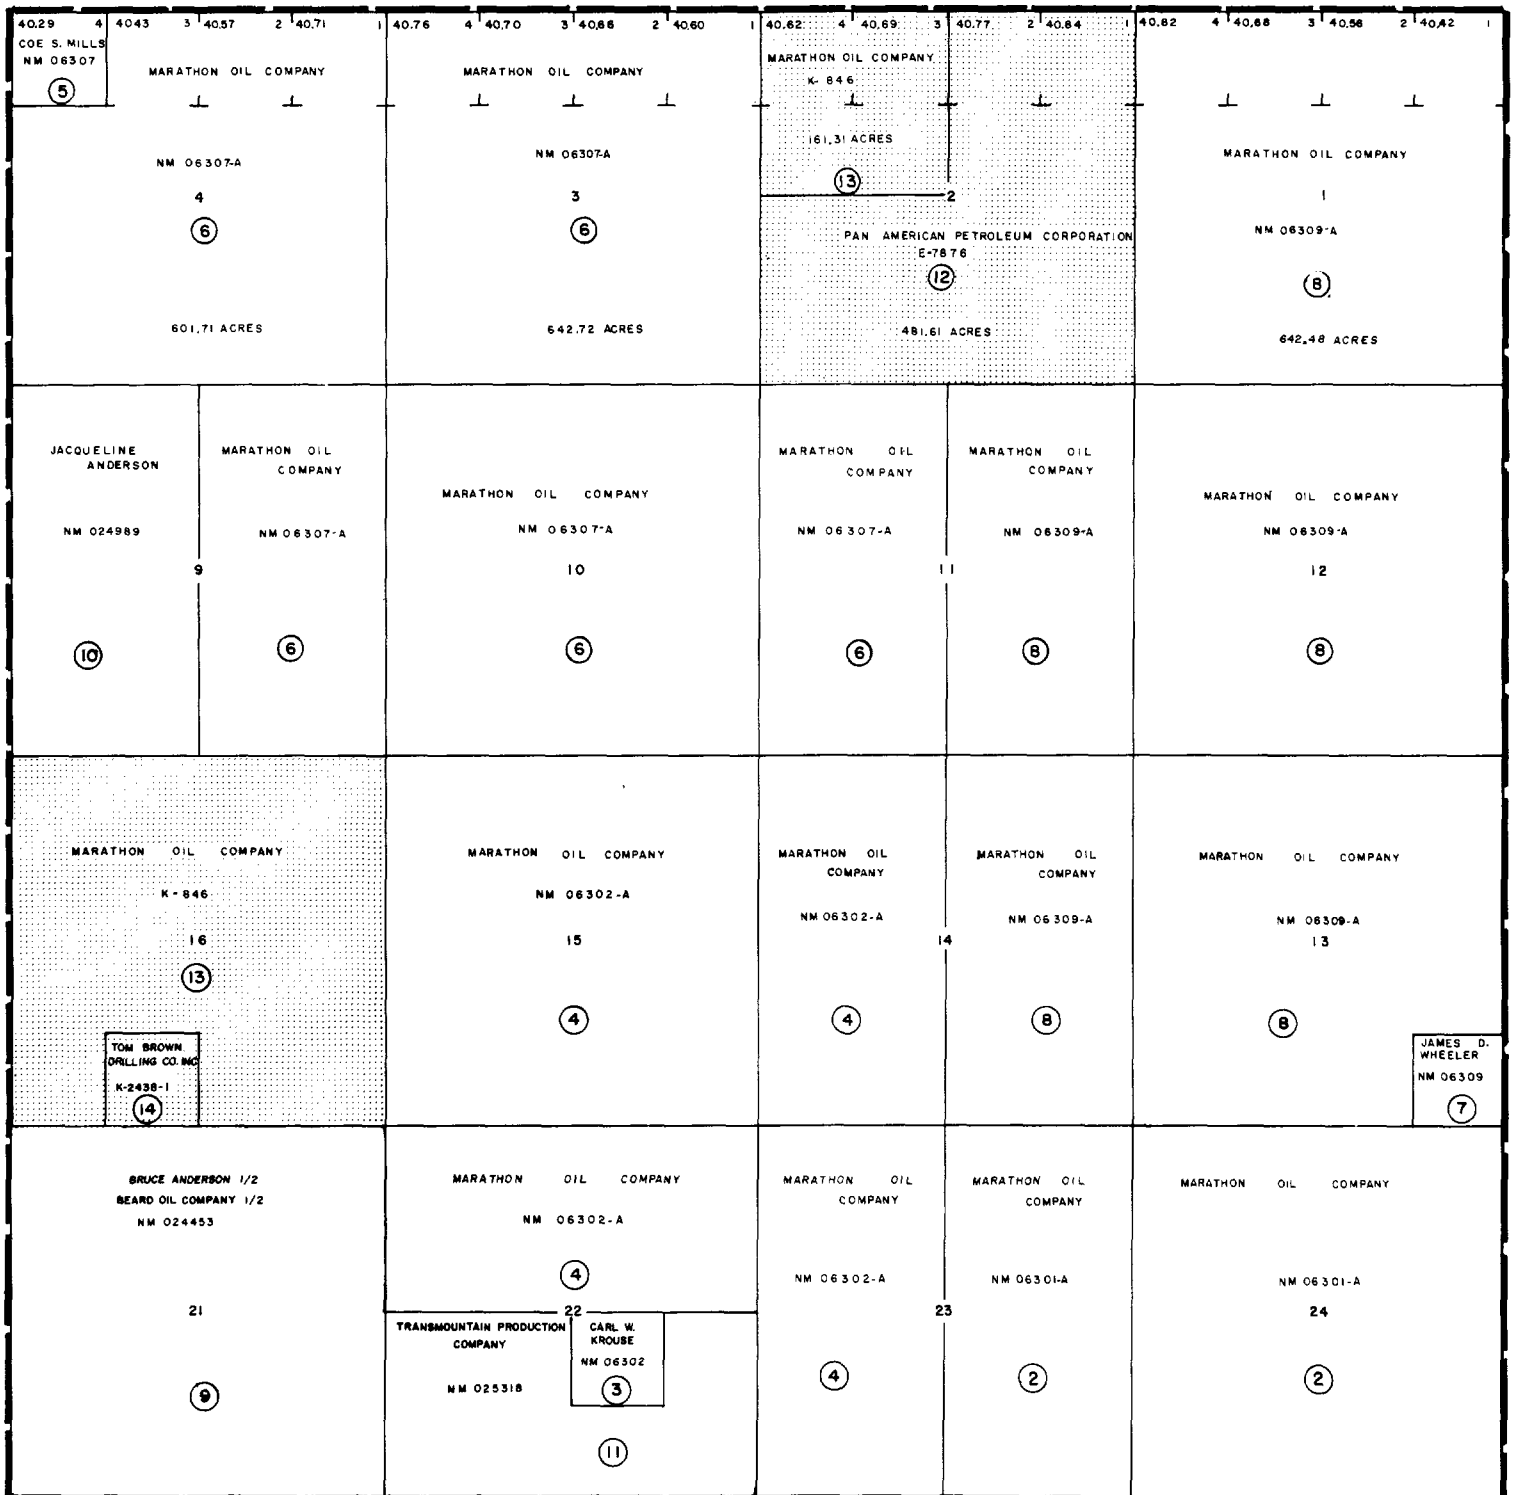 40.29 4 40.43 3 40.57 2 40.71 1 40.76 4 40.70 3 40.66 2 40.60 1 40.62 4 40.69 3 40.77 2 40.84 1 40.82 4 40.68 3 40.56 2 40.42 1
COE S. MILLS
NM 06307
5
MARATHON OIL COMPANY
NM 06307-A
4
6
601.71 ACRES
MARATHON OIL COMPANY
NM 06307-A
3
6
642.72 ACRES
MARATHON OIL COMPANY
K-846
161.31 ACRES
13
2
PAN AMERICAN PETROLEUM CORPORATION
E-7876
12
481.61 ACRES
MARATHON OIL COMPANY
1
NM 06309-A
8
642.48 ACRES
JACQUELINE
ANDERSON
NM 024989
9
10
MARATHON OIL
COMPANY
NM 06307-A
6
MARATHON OIL COMPANY
NM 06307-A
10
6
MARATHON OIL
COMPANY
NM 06307-A
11
6
MARATHON OIL
COMPANY
NM 06309-A
8
MARATHON OIL COMPANY
NM 06309-A
12
8
MARATHON OIL COMPANY
K-846
16
13
TOM BROWN
DRILLING CO. INC
K-2438-1
14
MARATHON OIL COMPANY
NM 06302-A
15
4
MARATHON OIL
COMPANY
NM 06302-A
14
4
MARATHON OIL
COMPANY
NM 06309-A
8
MARATHON OIL COMPANY
NM 06309-A
13
8
JAMES D.
WHEELER
NM 06309
7
BRUCE ANDERSON 1/2
BEARD OIL COMPANY 1/2
NM 024453
21
9
MARATHON OIL COMPANY
NM 06302-A
4
22
TRANSMOUNTAIN PRODUCTION
COMPANY
NM 025318
CARL W.
KROUSE
NM 06302
3
11
MARATHON OIL
COMPANY
NM 06302-A
23
4
MARATHON OIL
COMPANY
NM 06301-A
2
MARATHON OIL COMPANY
NM 06301-A
24
2